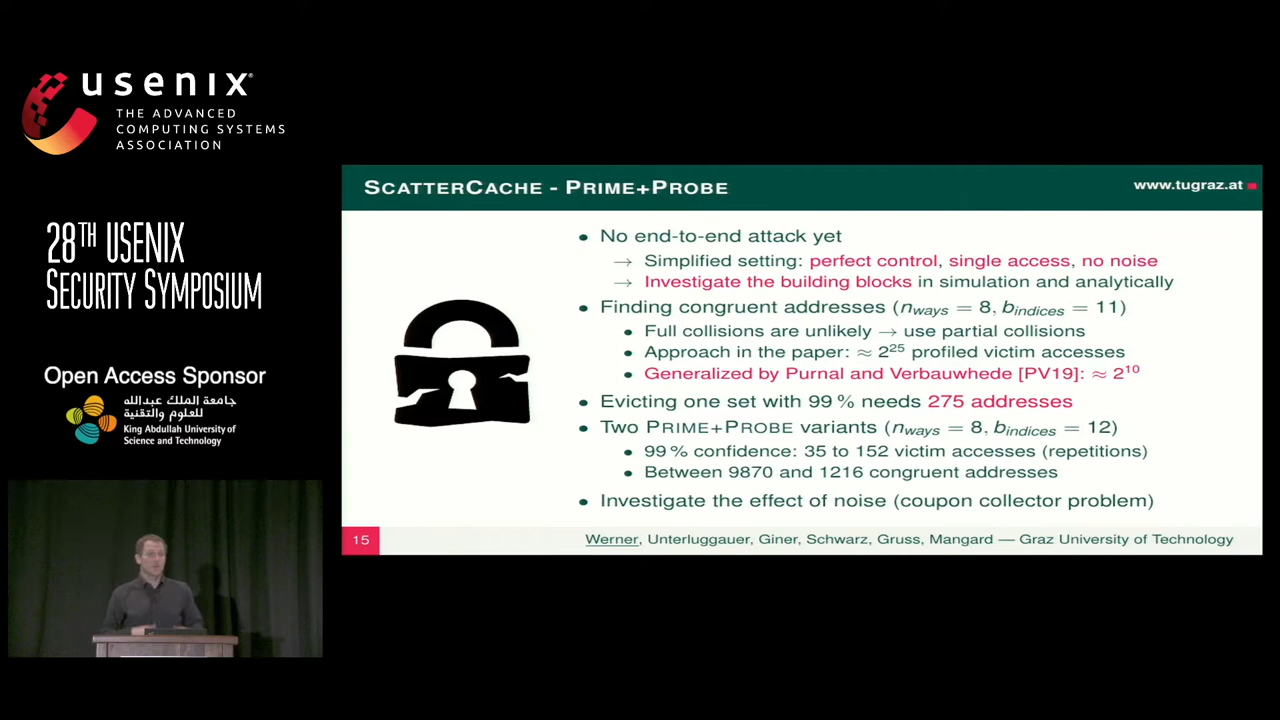 usenix®
THE ADVANCED
COMPUTING SYSTEMS
ASSOCIATION
28TH USENIX
SECURITY SYMPOSIUM
Open Access Sponsor
جامعة الملك عبدالله
للعلوم والتقنية
King Abdullah University of
Science and Technology
SCATTERCACHE - PRIME+PROBE
www.tugraz.at
• No end-to-end attack yet
→ Simplified setting: perfect control, single access, no noise
→ Investigate the building blocks in simulation and analytically
• Finding congruent addresses (nways = 8, bindices = 11)
• Full collisions are unlikely → use partial collisions
• Approach in the paper: ≈ 2²⁵ profiled victim accesses
• Generalized by Purnal and Verbauwhede [PV19]: ≈ 2¹⁰
• Evicting one set with 99 % needs 275 addresses
• Two PRIME+PROBE variants (nways = 8, bindices = 12)
• 99 % confidence: 35 to 152 victim accesses (repetitions)
• Between 9870 and 1216 congruent addresses
• Investigate the effect of noise (coupon collector problem)
15
Werner, Unterluggauer, Giner, Schwarz, Gruss, Mangard — Graz University of Technology